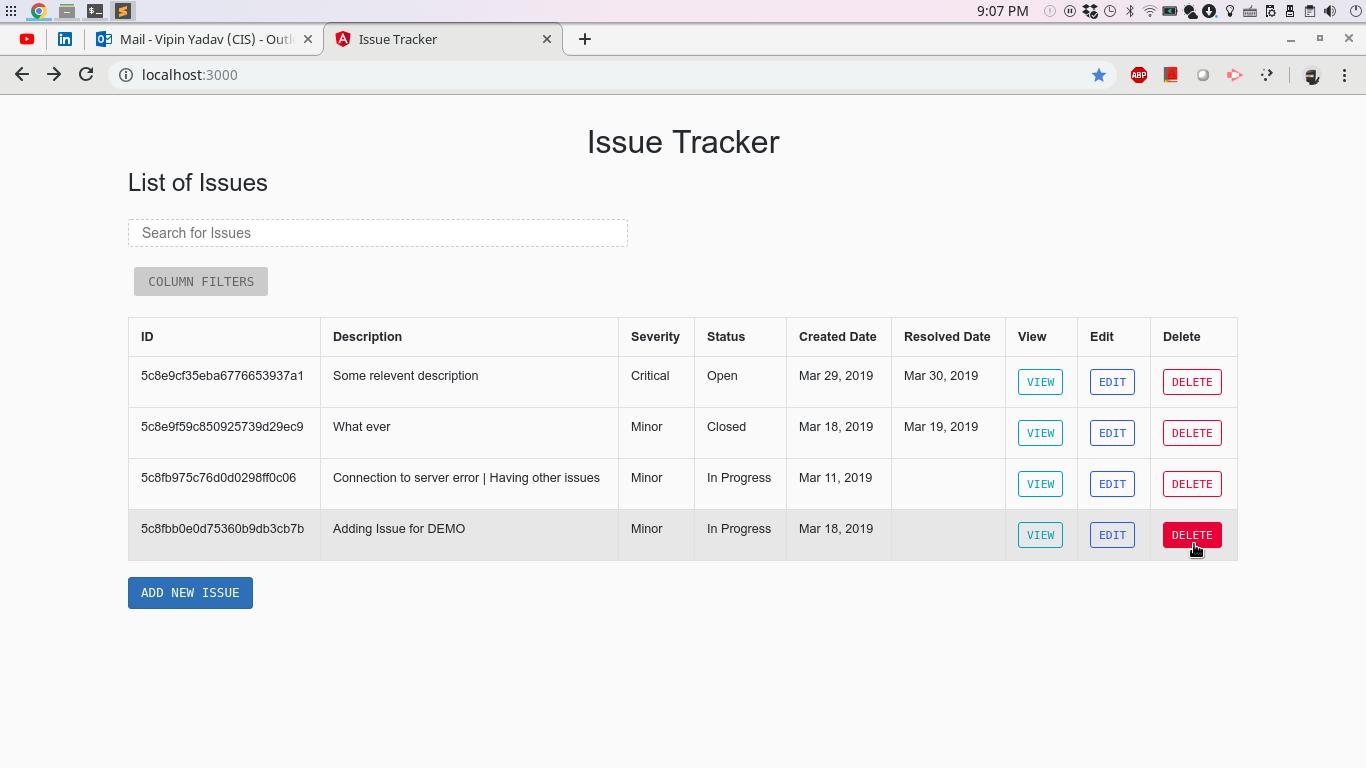 9:07 PM
Mail - Vipin Yadav (CIS) - Outl
Issue Tracker
localhost:3000
ABP
Issue Tracker
List of Issues
Search for Issues
COLUMN FILTERS
ID Description Severity Status Created Date Resolved Date View Edit Delete
5c8e9cf35eba6776653937a1 Some relevent description Critical Open Mar 29, 2019 Mar 30, 2019 VIEW EDIT DELETE
5c8e9f59c850925739d29ec9 What ever Minor Closed Mar 18, 2019 Mar 19, 2019 VIEW EDIT DELETE
5c8fb975c76d0d0298ff0c06 Connection to server error | Having other issues Minor In Progress Mar 11, 2019 VIEW EDIT DELETE
5c8fbb0e0d75360b9db3cb7b Adding Issue for DEMO Minor In Progress Mar 18, 2019 VIEW EDIT DELETE
ADD NEW ISSUE